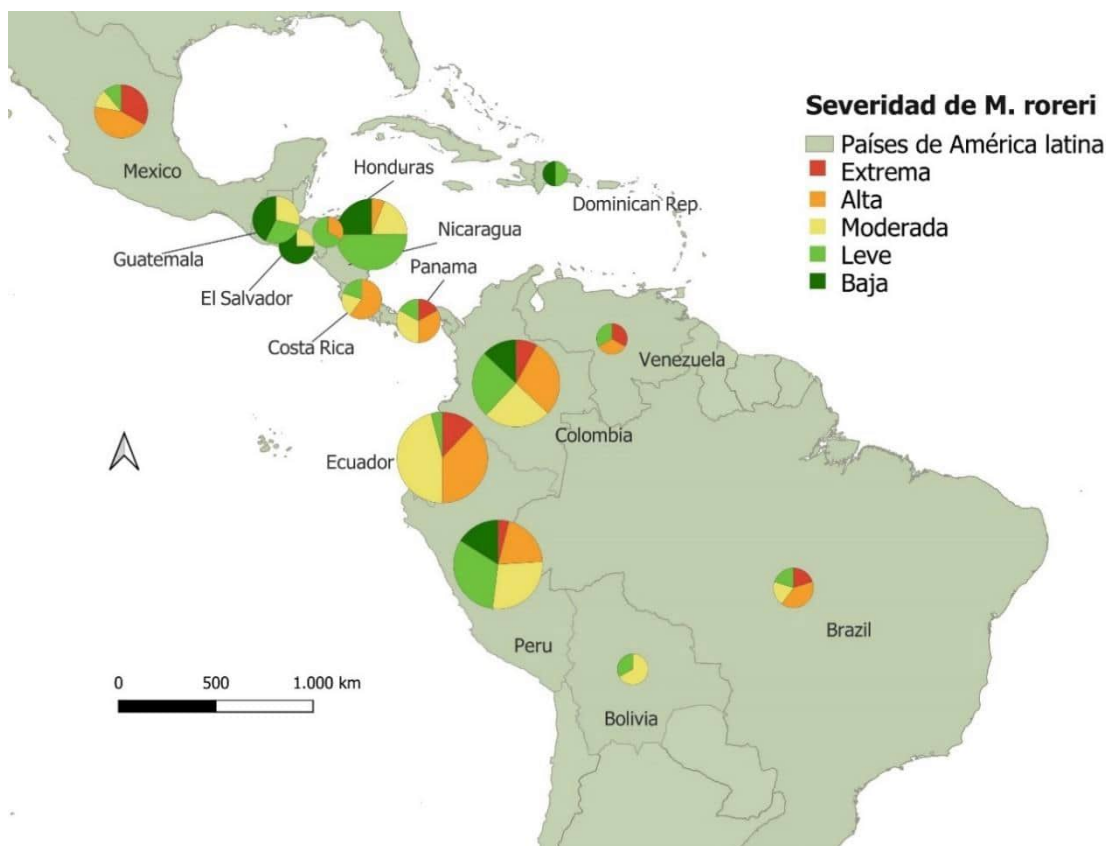 Severidad de M. roreri
Países de América latina
Extrema
Alta
Moderada
Leve
Baja
Mexico
Honduras
Dominican Rep.
Nicaragua
Guatemala
Panama
El Salvador
Costa Rica
Venezuela
Colombia
Ecuador
Peru
Brazil
Bolivia
0 500 1.000 km